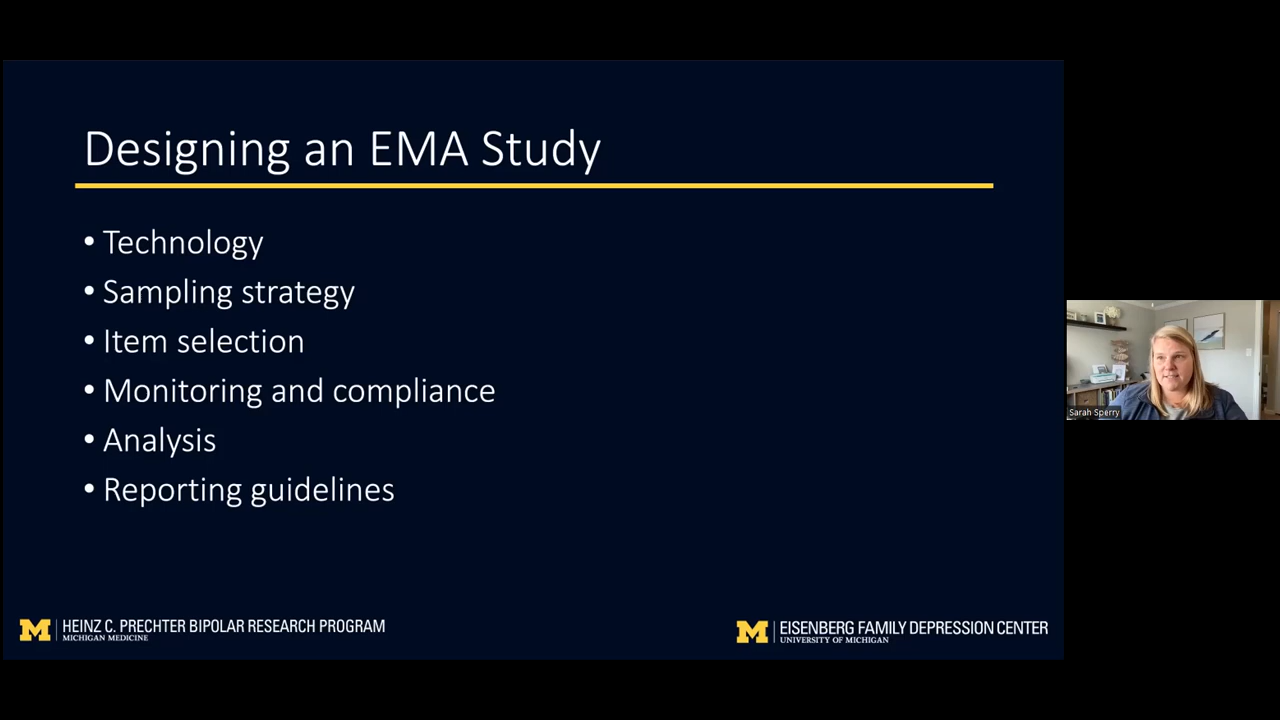 Designing an EMA Study
• Technology
• Sampling strategy
• Item selection
• Monitoring and compliance
• Analysis
• Reporting guidelines
M | HEINZ C. PRECHTER BIPOLAR RESEARCH PROGRAM
MICHIGAN MEDICINE
M | EISENBERG FAMILY DEPRESSION CENTER
UNIVERSITY OF MICHIGAN
Sarah Sperry